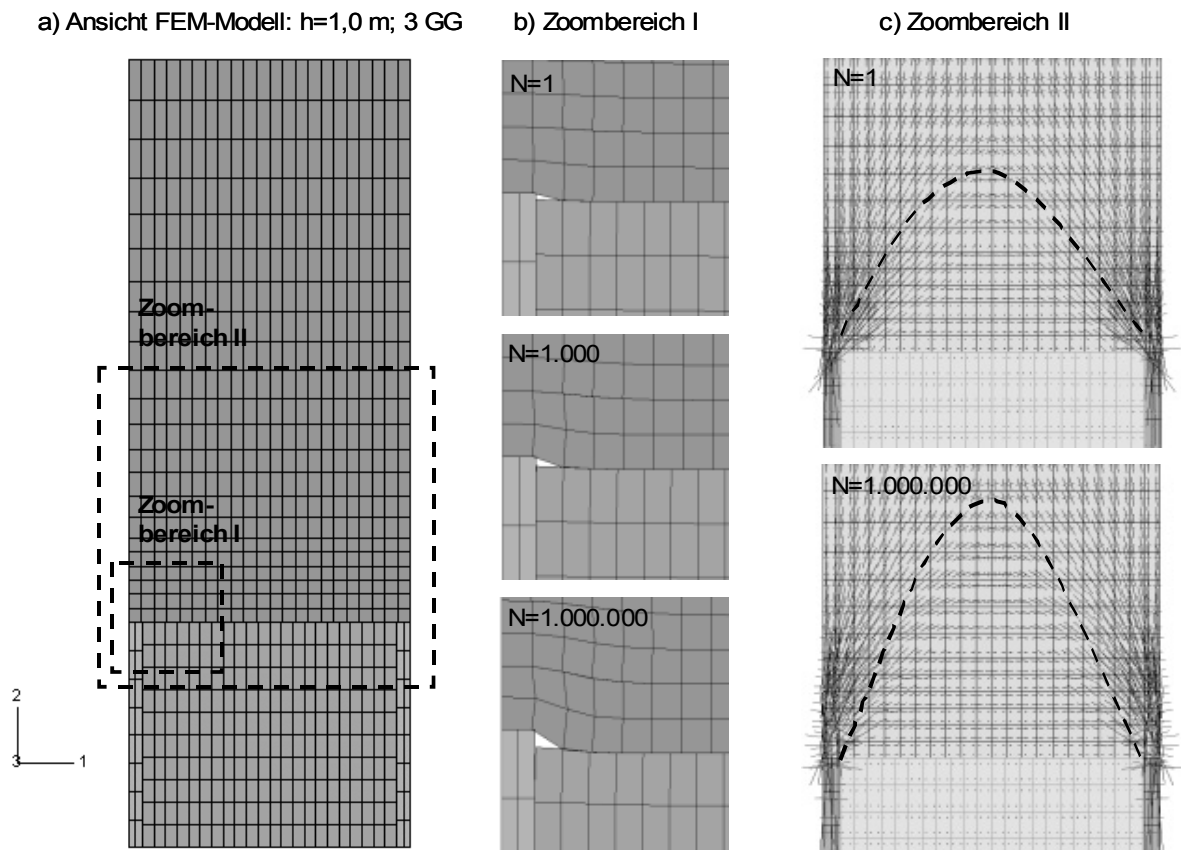 a) Ansicht FEM-Modell: h=1,0 m; 3 GG
b) Zoombereich I
c) Zoombereich II
Zoom-
bereich II
Zoom-
bereich I
2
3
1
N=1
N=1.000
N=1.000.000
N=1
N=1.000.000